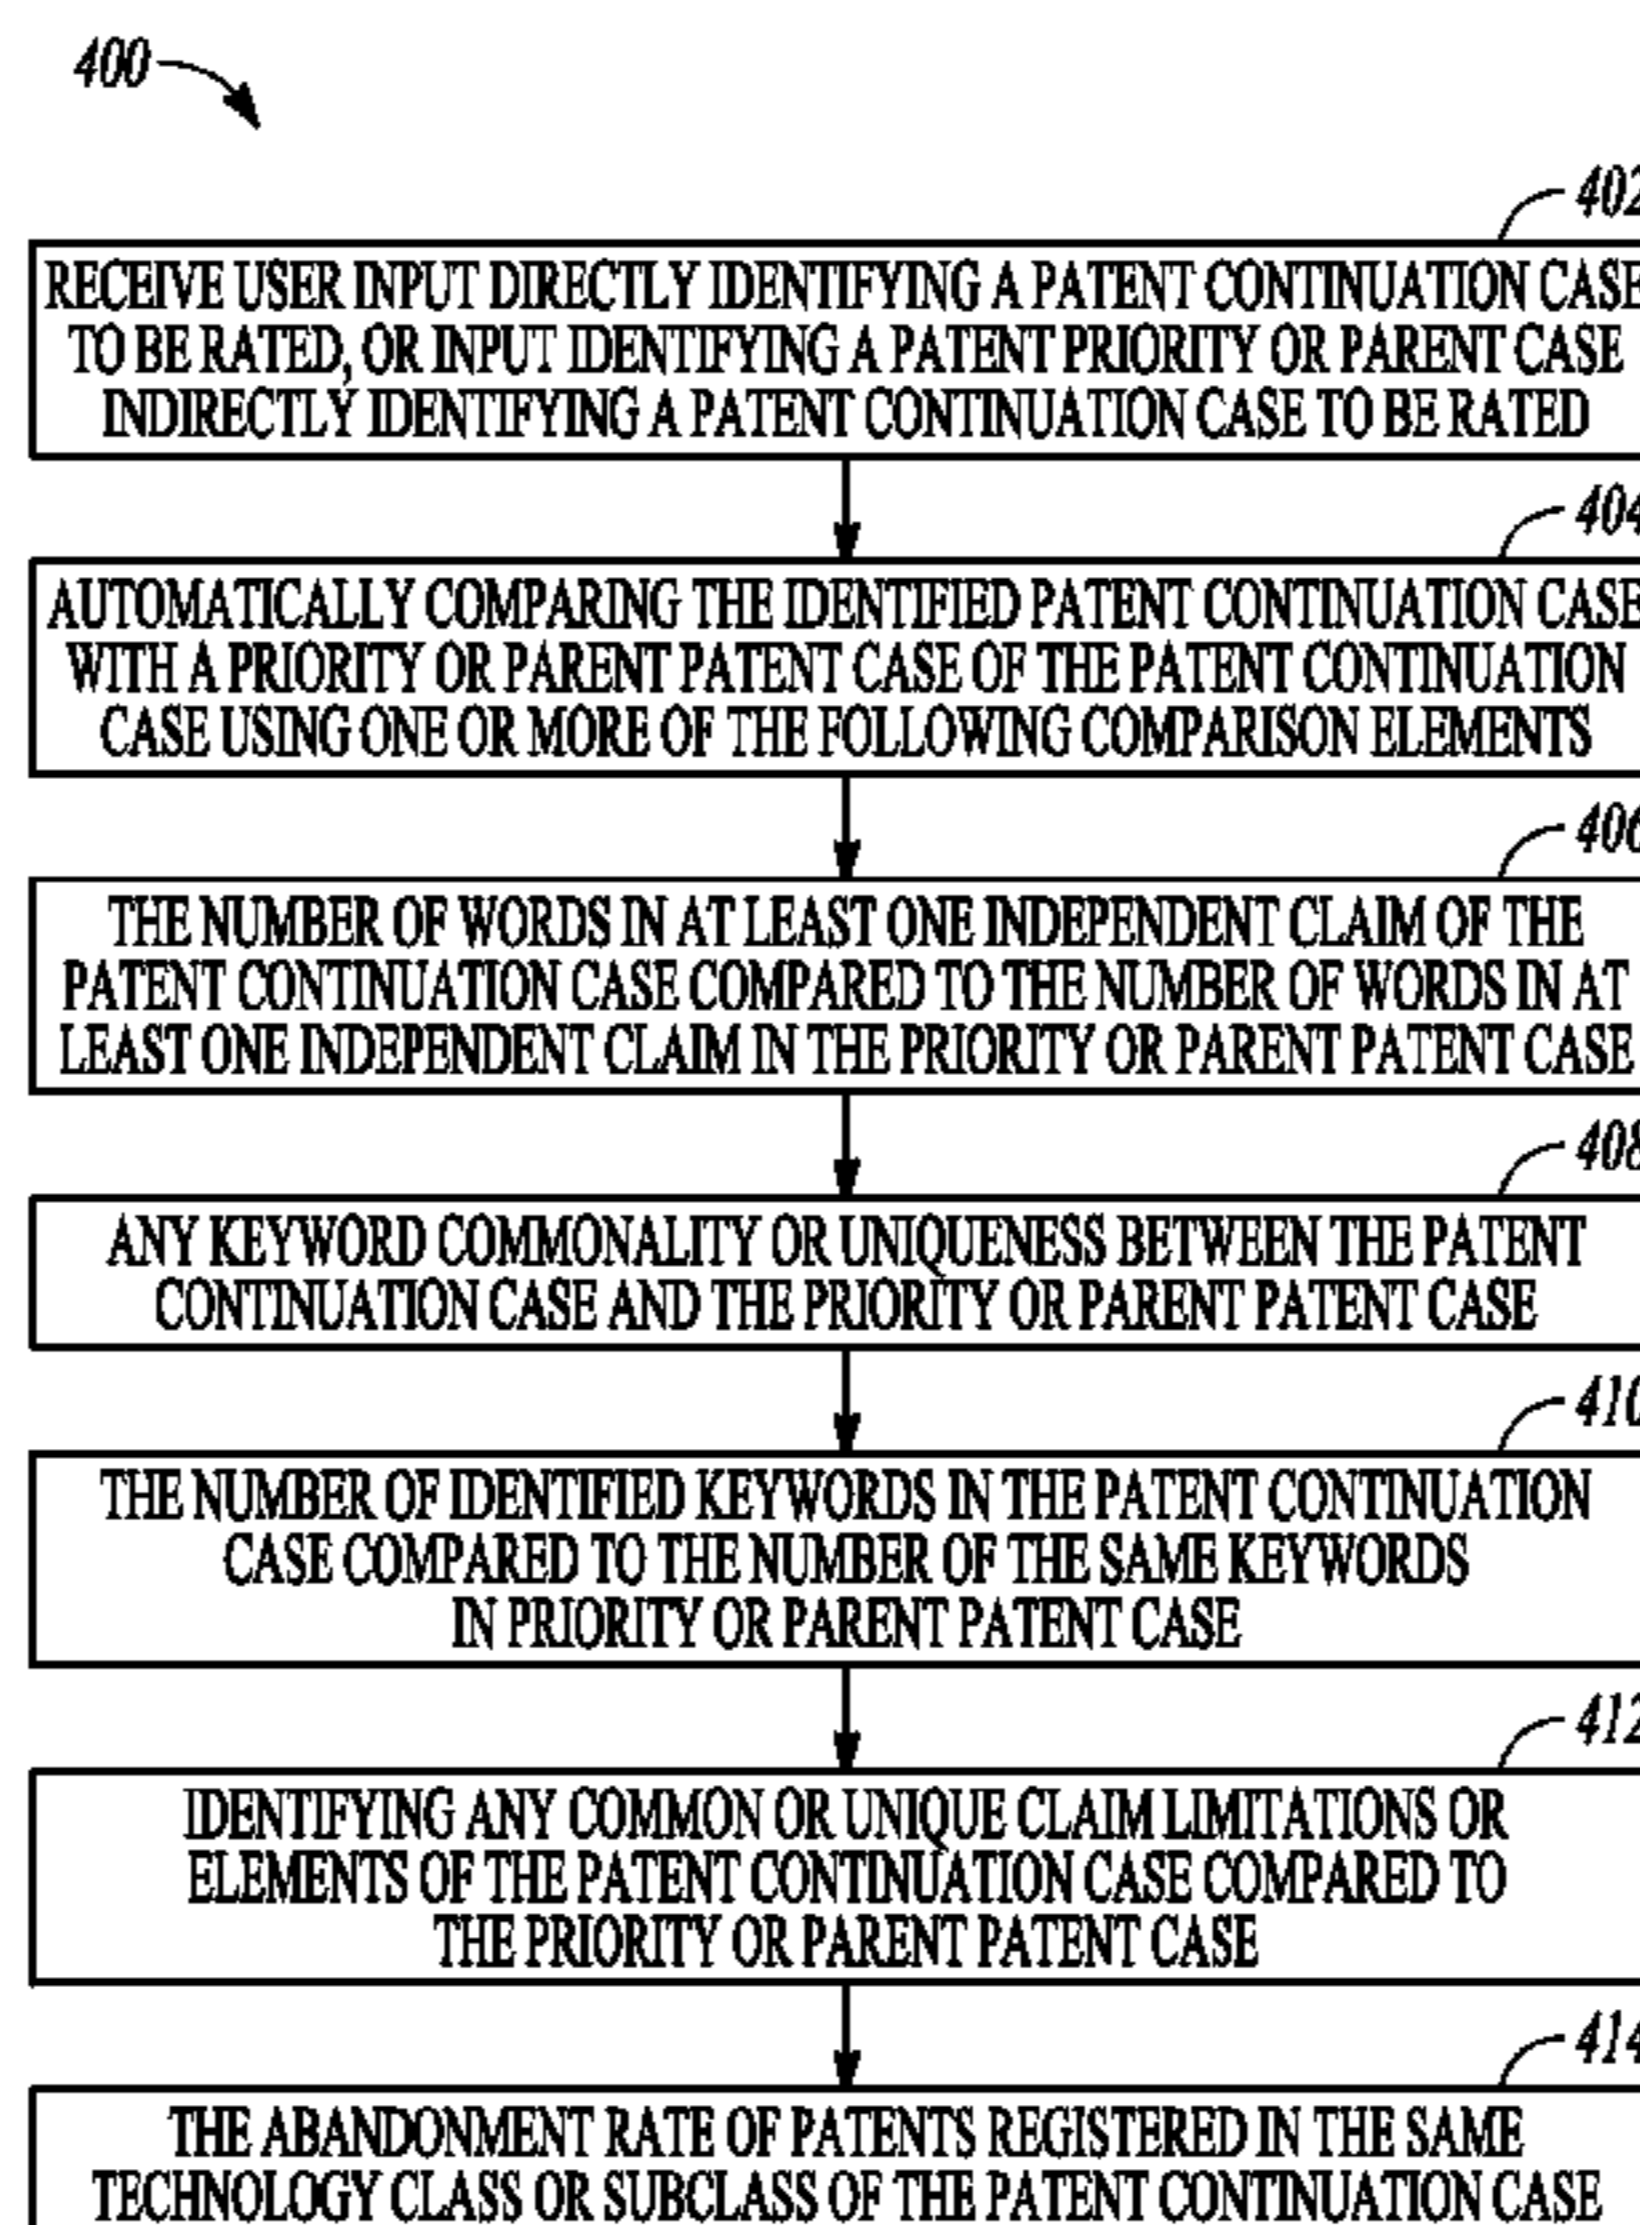 400
402
RECEIVE USER INPUT DIRECTLY IDENTIFYING A PATENT CONTINUATION CASE
TO BE RATED, OR INPUT IDENTIFYING A PATENT PRIORITY OR PARENT CASE
INDIRECTLY IDENTIFYING A PATENT CONTINUATION CASE TO BE RATED
404
AUTOMATICALLY COMPARING THE IDENTIFIED PATENT CONTINUATION CASE
WITH A PRIORITY OR PARENT PATENT CASE OF THE PATENT CONTINUATION
CASE USING ONE OR MORE OF THE FOLLOWING COMPARISON ELEMENTS
406
THE NUMBER OF WORDS IN AT LEAST ONE INDEPENDENT CLAIM OF THE
PATENT CONTINUATION CASE COMPARED TO THE NUMBER OF WORDS IN AT
LEAST ONE INDEPENDENT CLAIM IN THE PRIORITY OR PARENT PATENT CASE
408
ANY KEYWORD COMMONALITY OR UNIQUENESS BETWEEN THE PATENT
CONTINUATION CASE AND THE PRIORITY OR PARENT PATENT CASE
410
THE NUMBER OF IDENTIFIED KEYWORDS IN THE PATENT CONTINUATION
CASE COMPARED TO THE NUMBER OF THE SAME KEYWORDS
IN PRIORITY OR PARENT PATENT CASE
412
IDENTIFYING ANY COMMON OR UNIQUE CLAIM LIMITATIONS OR
ELEMENTS OF THE PATENT CONTINUATION CASE COMPARED TO
THE PRIORITY OR PARENT PATENT CASE
414
THE ABANDONMENT RATE OF PATENTS REGISTERED IN THE SAME
TECHNOLOGY CLASS OR SUBCLASS OF THE PATENT CONTINUATION CASE